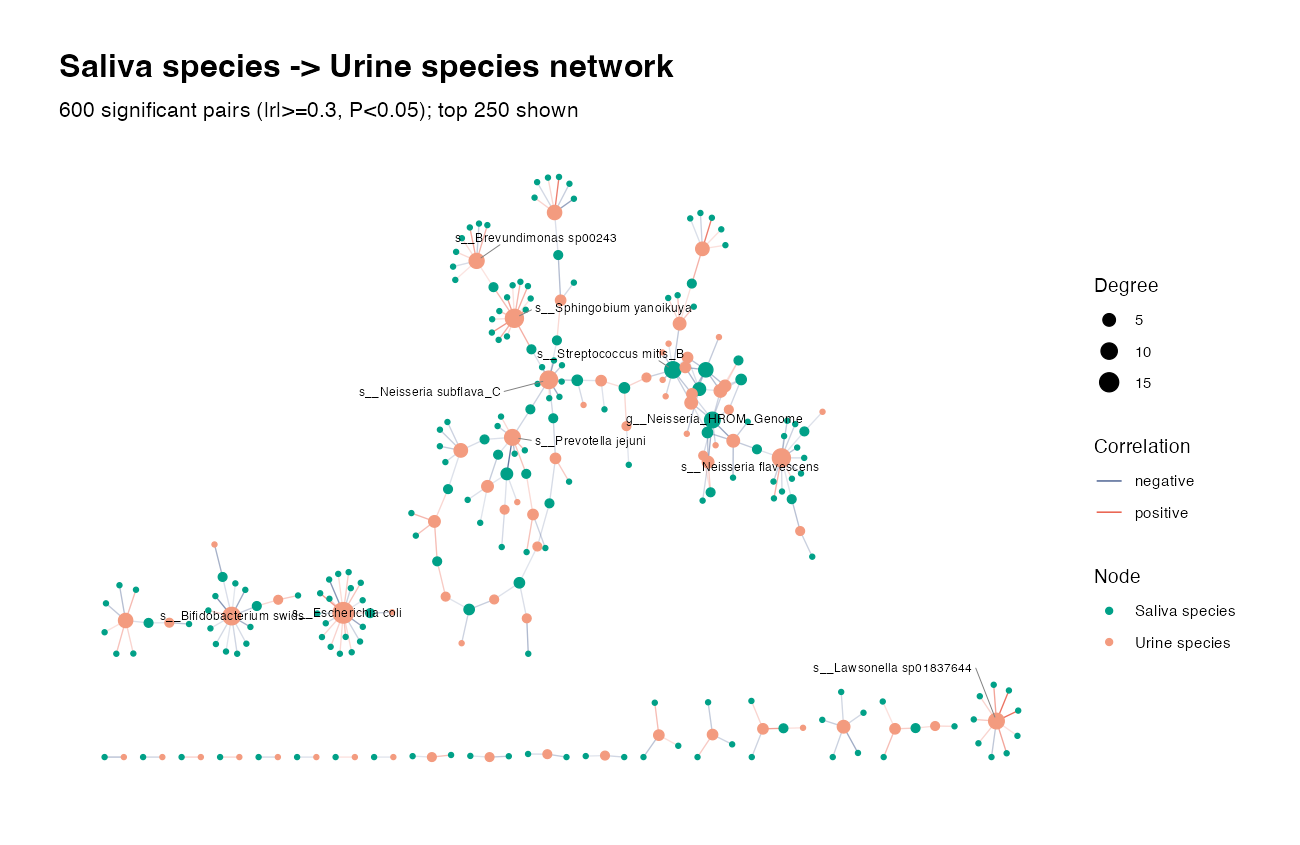 Saliva species -> Urine species network
600 significant pairs (|r|>=0.3, P<0.05); top 250 shown
s__Brevundimonas sp00243
s__Sphingobium yanoikuya
s__Streptococcus mitis_B
s__Neisseria subflava_C
g__Neisseria_HROM_Genome
s__Prevotella jejuni
s__Neisseria flavescens
s__Bifidobacterium swids
s__Escherichia coli
s__Lawsonella sp01837644
Degree
5
10
15
Correlation
negative
positive
Node
Saliva species
Urine species